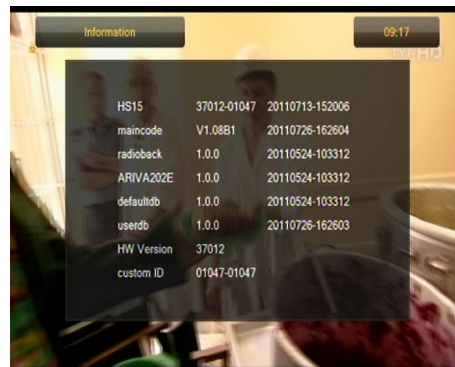 Information 09:17
TVP HD
HS15 37012-01047 20110713-152006
maincode V1.08B1 20110726-162604
radioback 1.0.0 20110524-103312
ARIVA202E 1.0.0 20110524-103312
defaultdb 1.0.0 20110524-103312
userdb 1.0.0 20110726-162603
HW Version 37012
custom ID 01047-01047